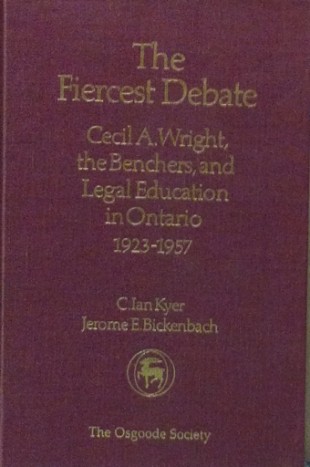 The
Fiercest Debate
Cecil A. Wright,
the Benchers, and
Legal Education
in Ontario
1923-1957
C. Ian Kyer
Jerome E. Bickenbach
The Osgoode Society